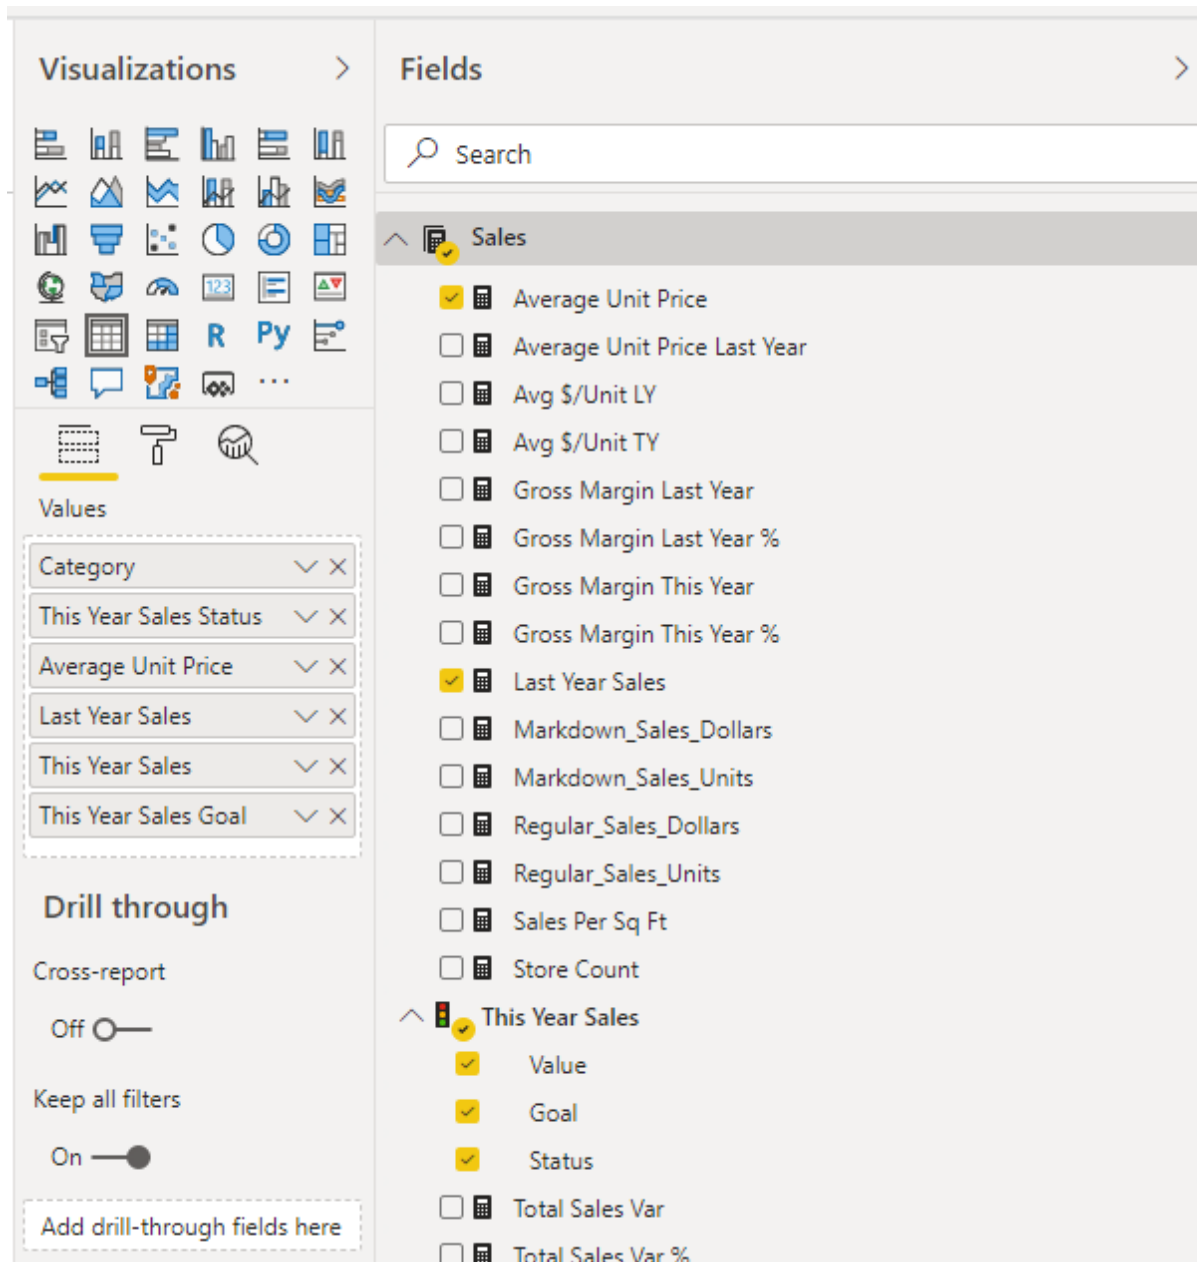 Visualizations
123
R
Py
Values
Category
This Year Sales Status
Average Unit Price
Last Year Sales
This Year Sales
This Year Sales Goal
Drill through
Cross-report
Off
Keep all filters
On
Add drill-through fields here
Fields
Search
Sales
Average Unit Price
Average Unit Price Last Year
Avg $/Unit LY
Avg $/Unit TY
Gross Margin Last Year
Gross Margin Last Year %
Gross Margin This Year
Gross Margin This Year %
Last Year Sales
Markdown_Sales_Dollars
Markdown_Sales_Units
Regular_Sales_Dollars
Regular_Sales_Units
Sales Per Sq Ft
Store Count
This Year Sales
Value
Goal
Status
Total Sales Var
Total Sales Var %